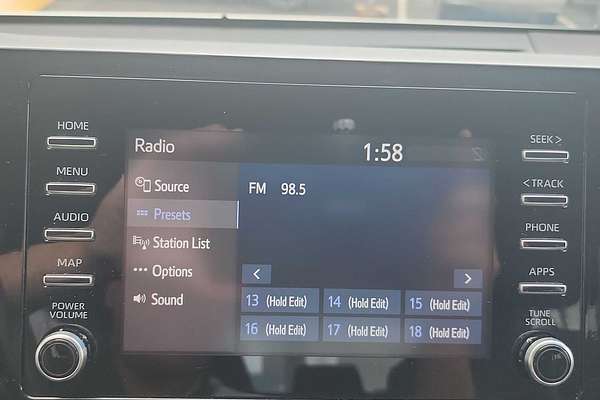 HOME
MENU
AUDIO
MAP
POWER
VOLUME
Radio
1:58
Source
Presets
Station List
Options
Sound
FM 98.5
<
>
13 (Hold Edit) 14 (Hold Edit) 15 (Hold Edit)
16 (Hold Edit) 17 (Hold Edit) 18 (Hold Edit)
SEEK >
< TRACK
PHONE
APPS
TUNE
SCROLL